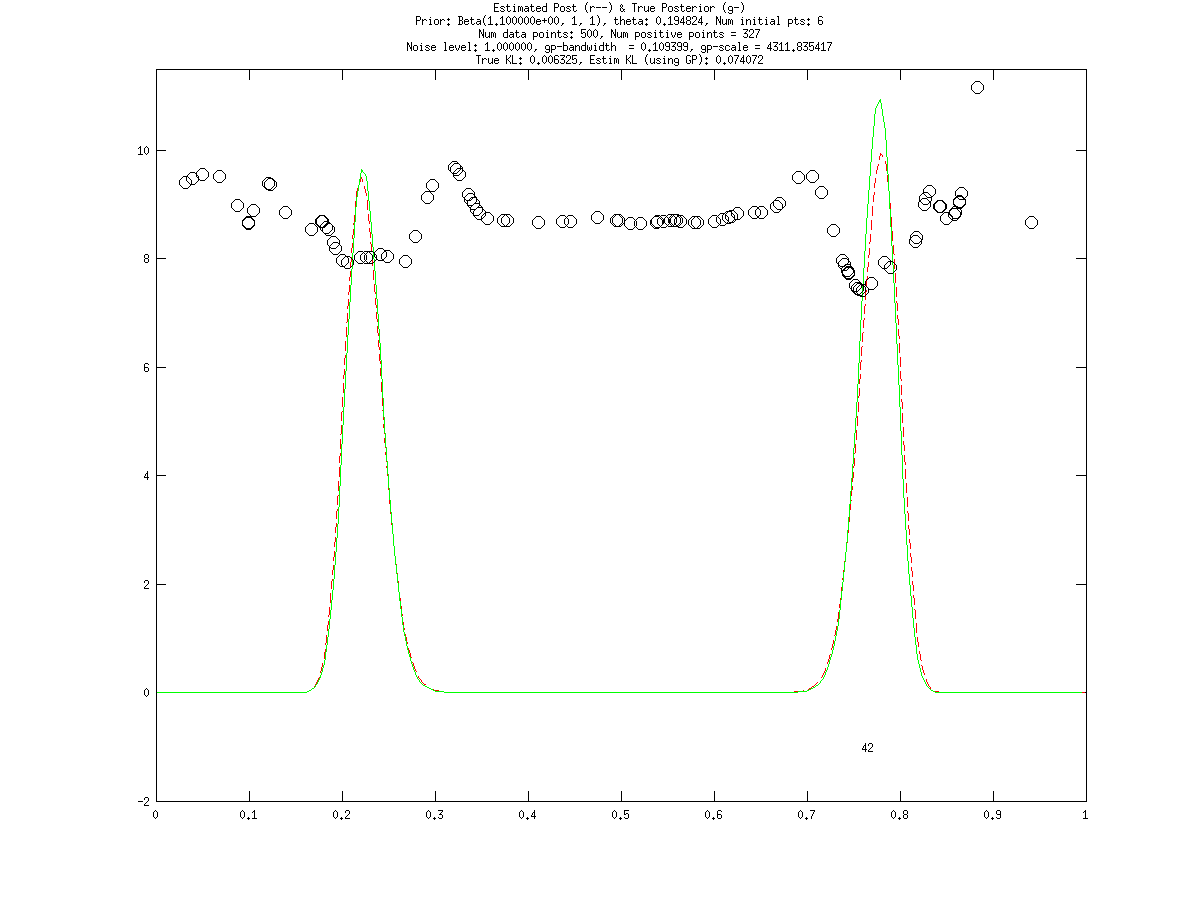 Estimated Post (r--) & True Posterior (g-)
Prior: Beta(1.100000e+00, 1, 1), theta: 0.194824, Num initial pts: 6
Num data points: 500, Num positive points = 327
Noise level: 1.000000, gp-bandwidth  = 0.109399, gp-scale = 4311.835417
True KL: 0.006325, Estim KL (using GP): 0.074072
10
8
6
4
2
0
42
-2
0 0.1 0.2 0.3 0.4 0.5 0.6 0.7 0.8 0.9 1